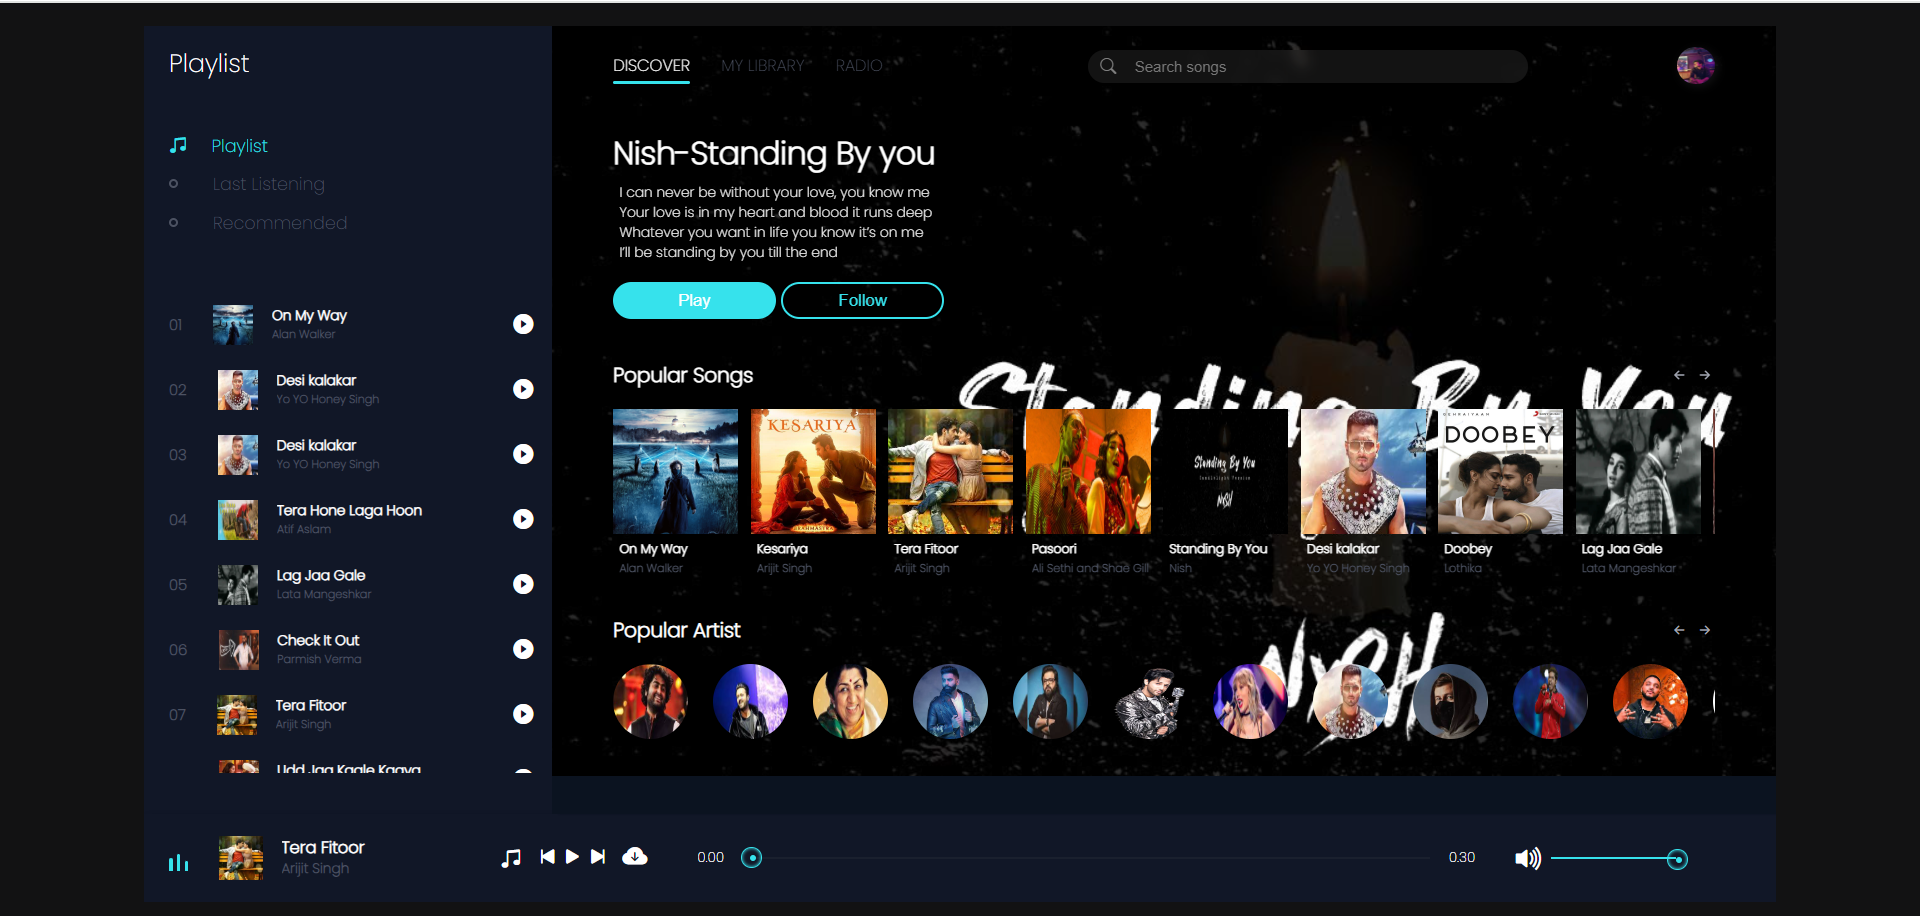 Playlist
Playlist
Last Listening
Recommended
01
On My Way
Alan Walker
02
Desi kalakar
Yo YO Honey Singh
03
Desi kalakar
Yo YO Honey Singh
04
Tera Hone Laga Hoon
Atif Aslam
05
Lag Jaa Gale
Lata Mangeshkar
06
Check It Out
Parmish Verma
07
Tera Fitoor
Arijit Singh
Udd Jaa Kaale Kaava
DISCOVER MY LIBRARY RADIO
Search songs
Nish-Standing By you
I can never be without your love, you know me
Your love is in my heart and blood it runs deep
Whatever you want in life you know it's on me
I'll be standing by you till the end
Play Follow
Standing By You
Popular Songs
KESARIYA
Standing By You
NISH
DOOBEY
On My Way
Alan Walker
Kesariya
Arijit Singh
Tera Fitoor
Arijit Singh
Pasoori
Ali Sethi and Shae Gill
Standing By You
Nish
Desi kalakar
Yo YO Honey Singh
Doobey
Lothika
Lag Jaa Gale
Lata Mangeshkar
Popular Artist
NISH
Tera Fitoor
Arijit Singh
0.00
0.30